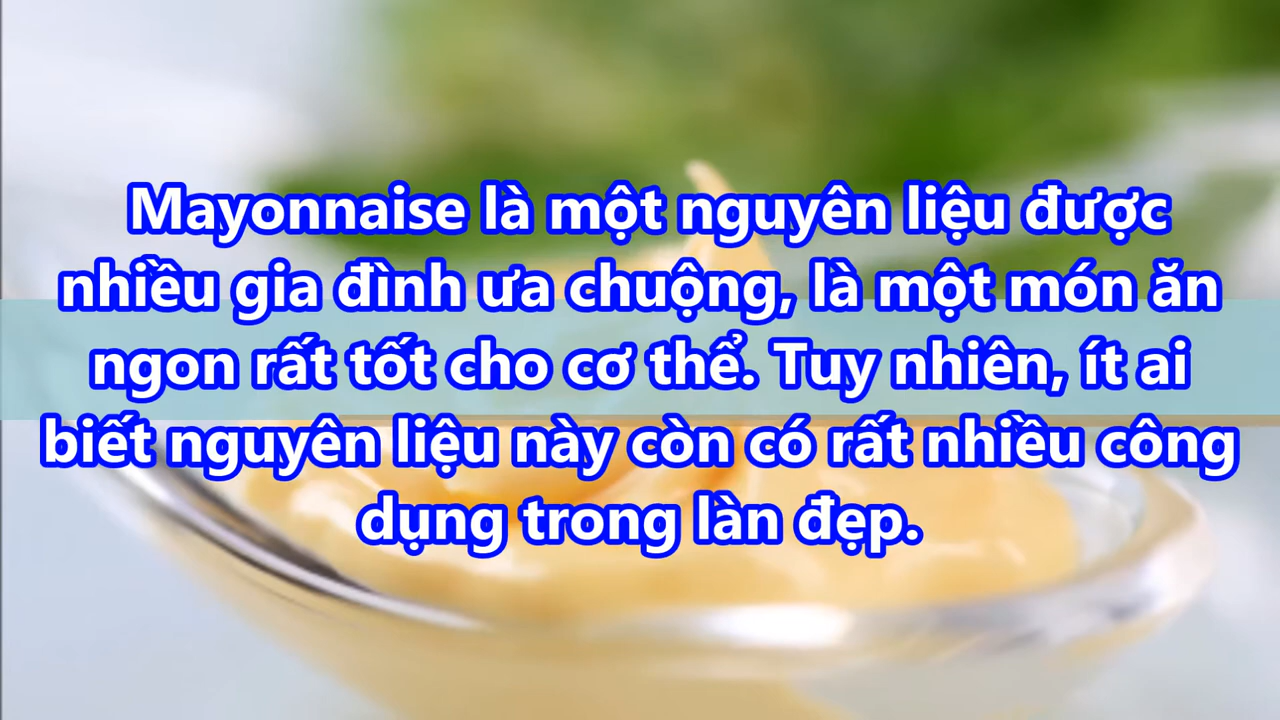 Mayonnaise là một nguyên liệu được
nhiều gia đình ưa chuộng, là một món ăn
ngon rất tốt cho cơ thể. Tuy nhiên, ít ai
biết nguyên liệu này còn có rất nhiều công
dụng trong làn đẹp.